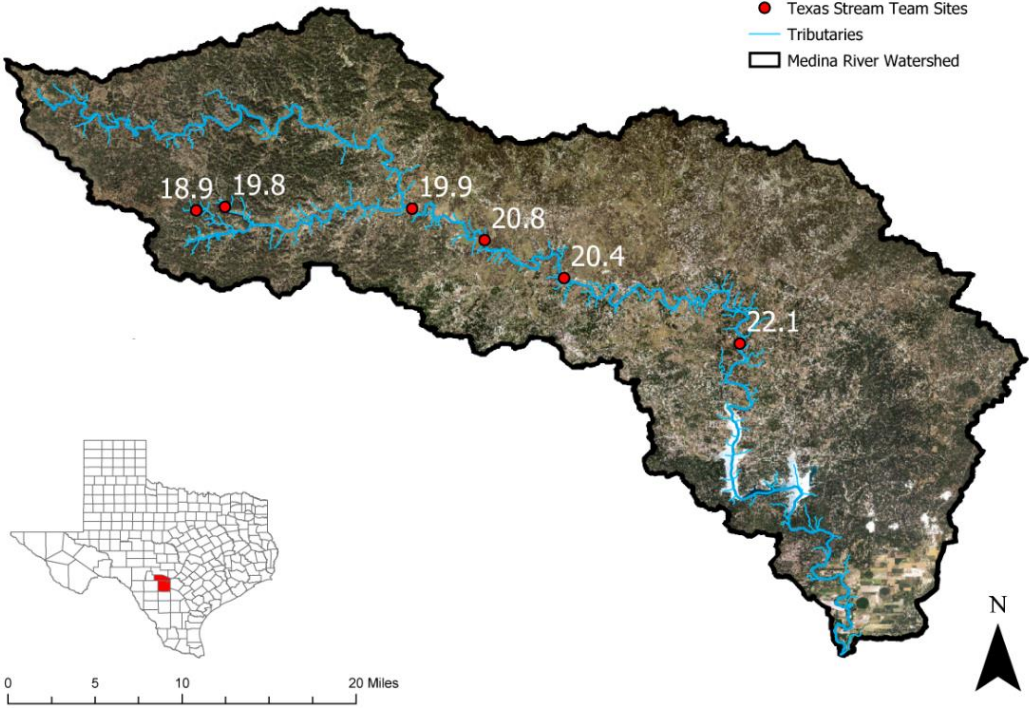 Texas Stream Team Sites
Tributaries
Medina River Watershed
18.9
19.8
19.9
20.8
20.4
22.1
N
0 5 10 20 Miles